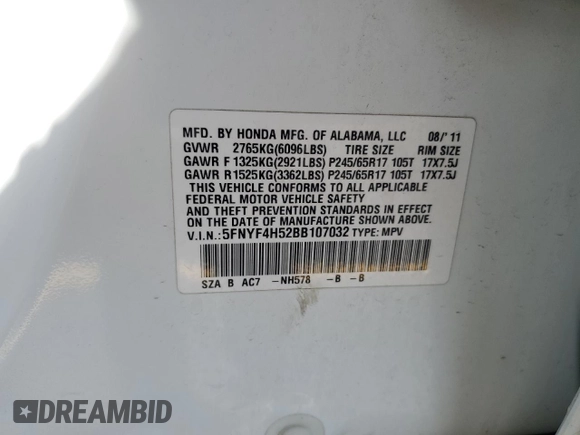 MFD. BY HONDA MFG. OF ALABAMA, LLC 08/'11
GVWR 2765KG(6096LBS) TIRE SIZE RIM SIZE
GAWR F 1325KG(2921LBS) P245/65R17 105T 17X7.5J
GAWR R 1525KG(3362LBS) P245/65R17 105T 17X7.5J
THIS VEHICLE CONFORMS TO ALL APPLICABLE
FEDERAL MOTOR VEHICLE SAFETY
AND THEFT PREVENTION STANDARDS IN EFFECT
ON THE DATE OF MANUFACTURE SHOWN ABOVE.
V.I.N.:5FNYF4H52BB107032 TYPE: MPV
SZA B AC7 -NH578 -B -B
DREAMBID